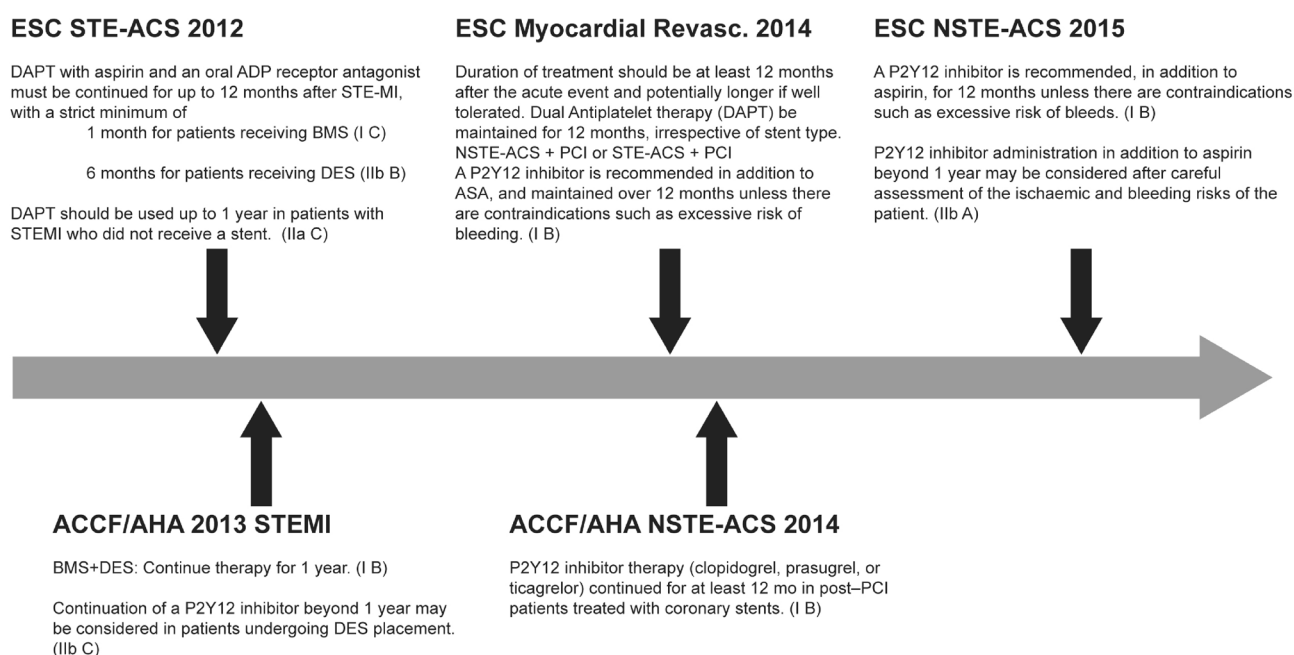 ESC STE-ACS 2012
DAPT with aspirin and an oral ADP receptor antagonist
must be continued for up to 12 months after STE-MI,
with a strict minimum of
1 month for patients receiving BMS (I C)
6 months for patients receiving DES (IIb B)
DAPT should be used up to 1 year in patients with
STEMI who did not receive a stent.  (IIa C)
ESC Myocardial Revasc. 2014
Duration of treatment should be at least 12 months
after the acute event and potentially longer if well
tolerated. Dual Antiplatelet therapy (DAPT) be
maintained for 12 months, irrespective of stent type.
NSTE-ACS + PCI or STE-ACS + PCI
A P2Y12 inhibitor is recommended in addition to
ASA, and maintained over 12 months unless there
are contraindications such as excessive risk of
bleeding. (I B)
ESC NSTE-ACS 2015
A P2Y12 inhibitor is recommended, in addition to
aspirin, for 12 months unless there are contraindications
such as excessive risk of bleeds. (I B)
P2Y12 inhibitor administration in addition to aspirin
beyond 1 year may be considered after careful
assessment of the ischaemic and bleeding risks of the
patient. (IIb A)
ACCF/AHA 2013 STEMI
BMS+DES: Continue therapy for 1 year. (I B)
Continuation of a P2Y12 inhibitor beyond 1 year may
be considered in patients undergoing DES placement.
(IIb C)
ACCF/AHA NSTE-ACS 2014
P2Y12 inhibitor therapy (clopidogrel, prasugrel, or
ticagrelor) continued for at least 12 mo in post–PCI
patients treated with coronary stents. (I B)